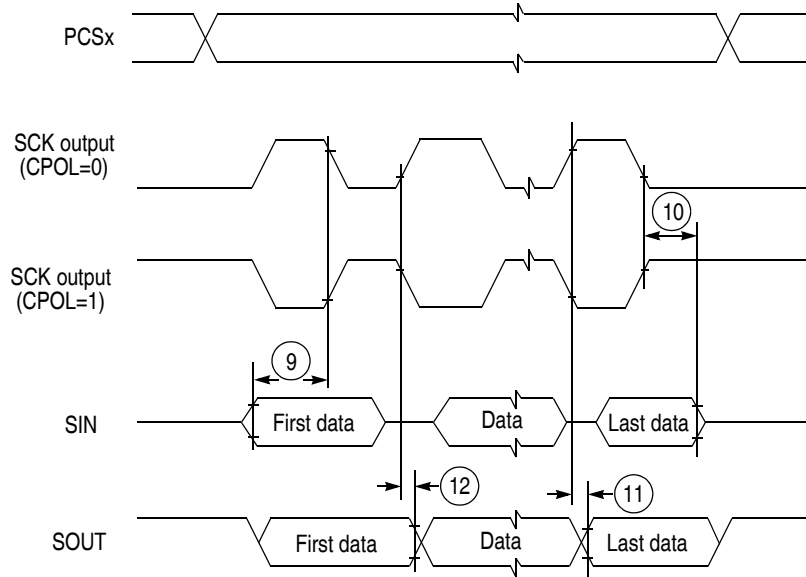 PCSx
SCK output
(CPOL=0)
10
SCK output
(CPOL=1)
9
SIN
First data
Data
Last data
12
11
SOUT
First data
Data
Last data